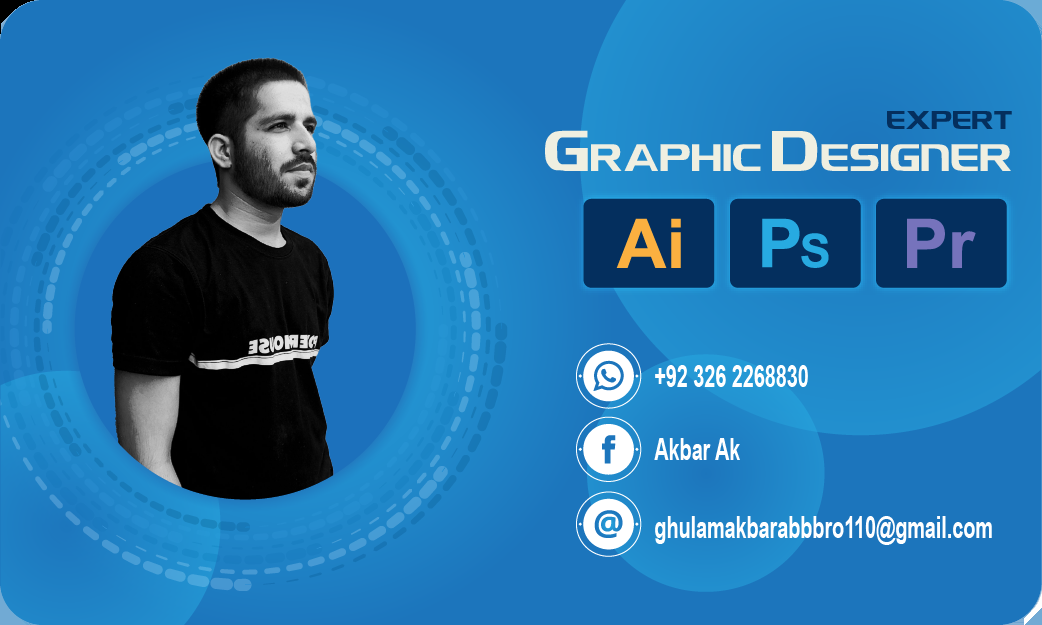 EXPERT
GRAPHIC DESIGNER
Ai Ps Pr
+92 326 2268830
Akbar Ak
ghulamakbarabbbro110@gmail.com